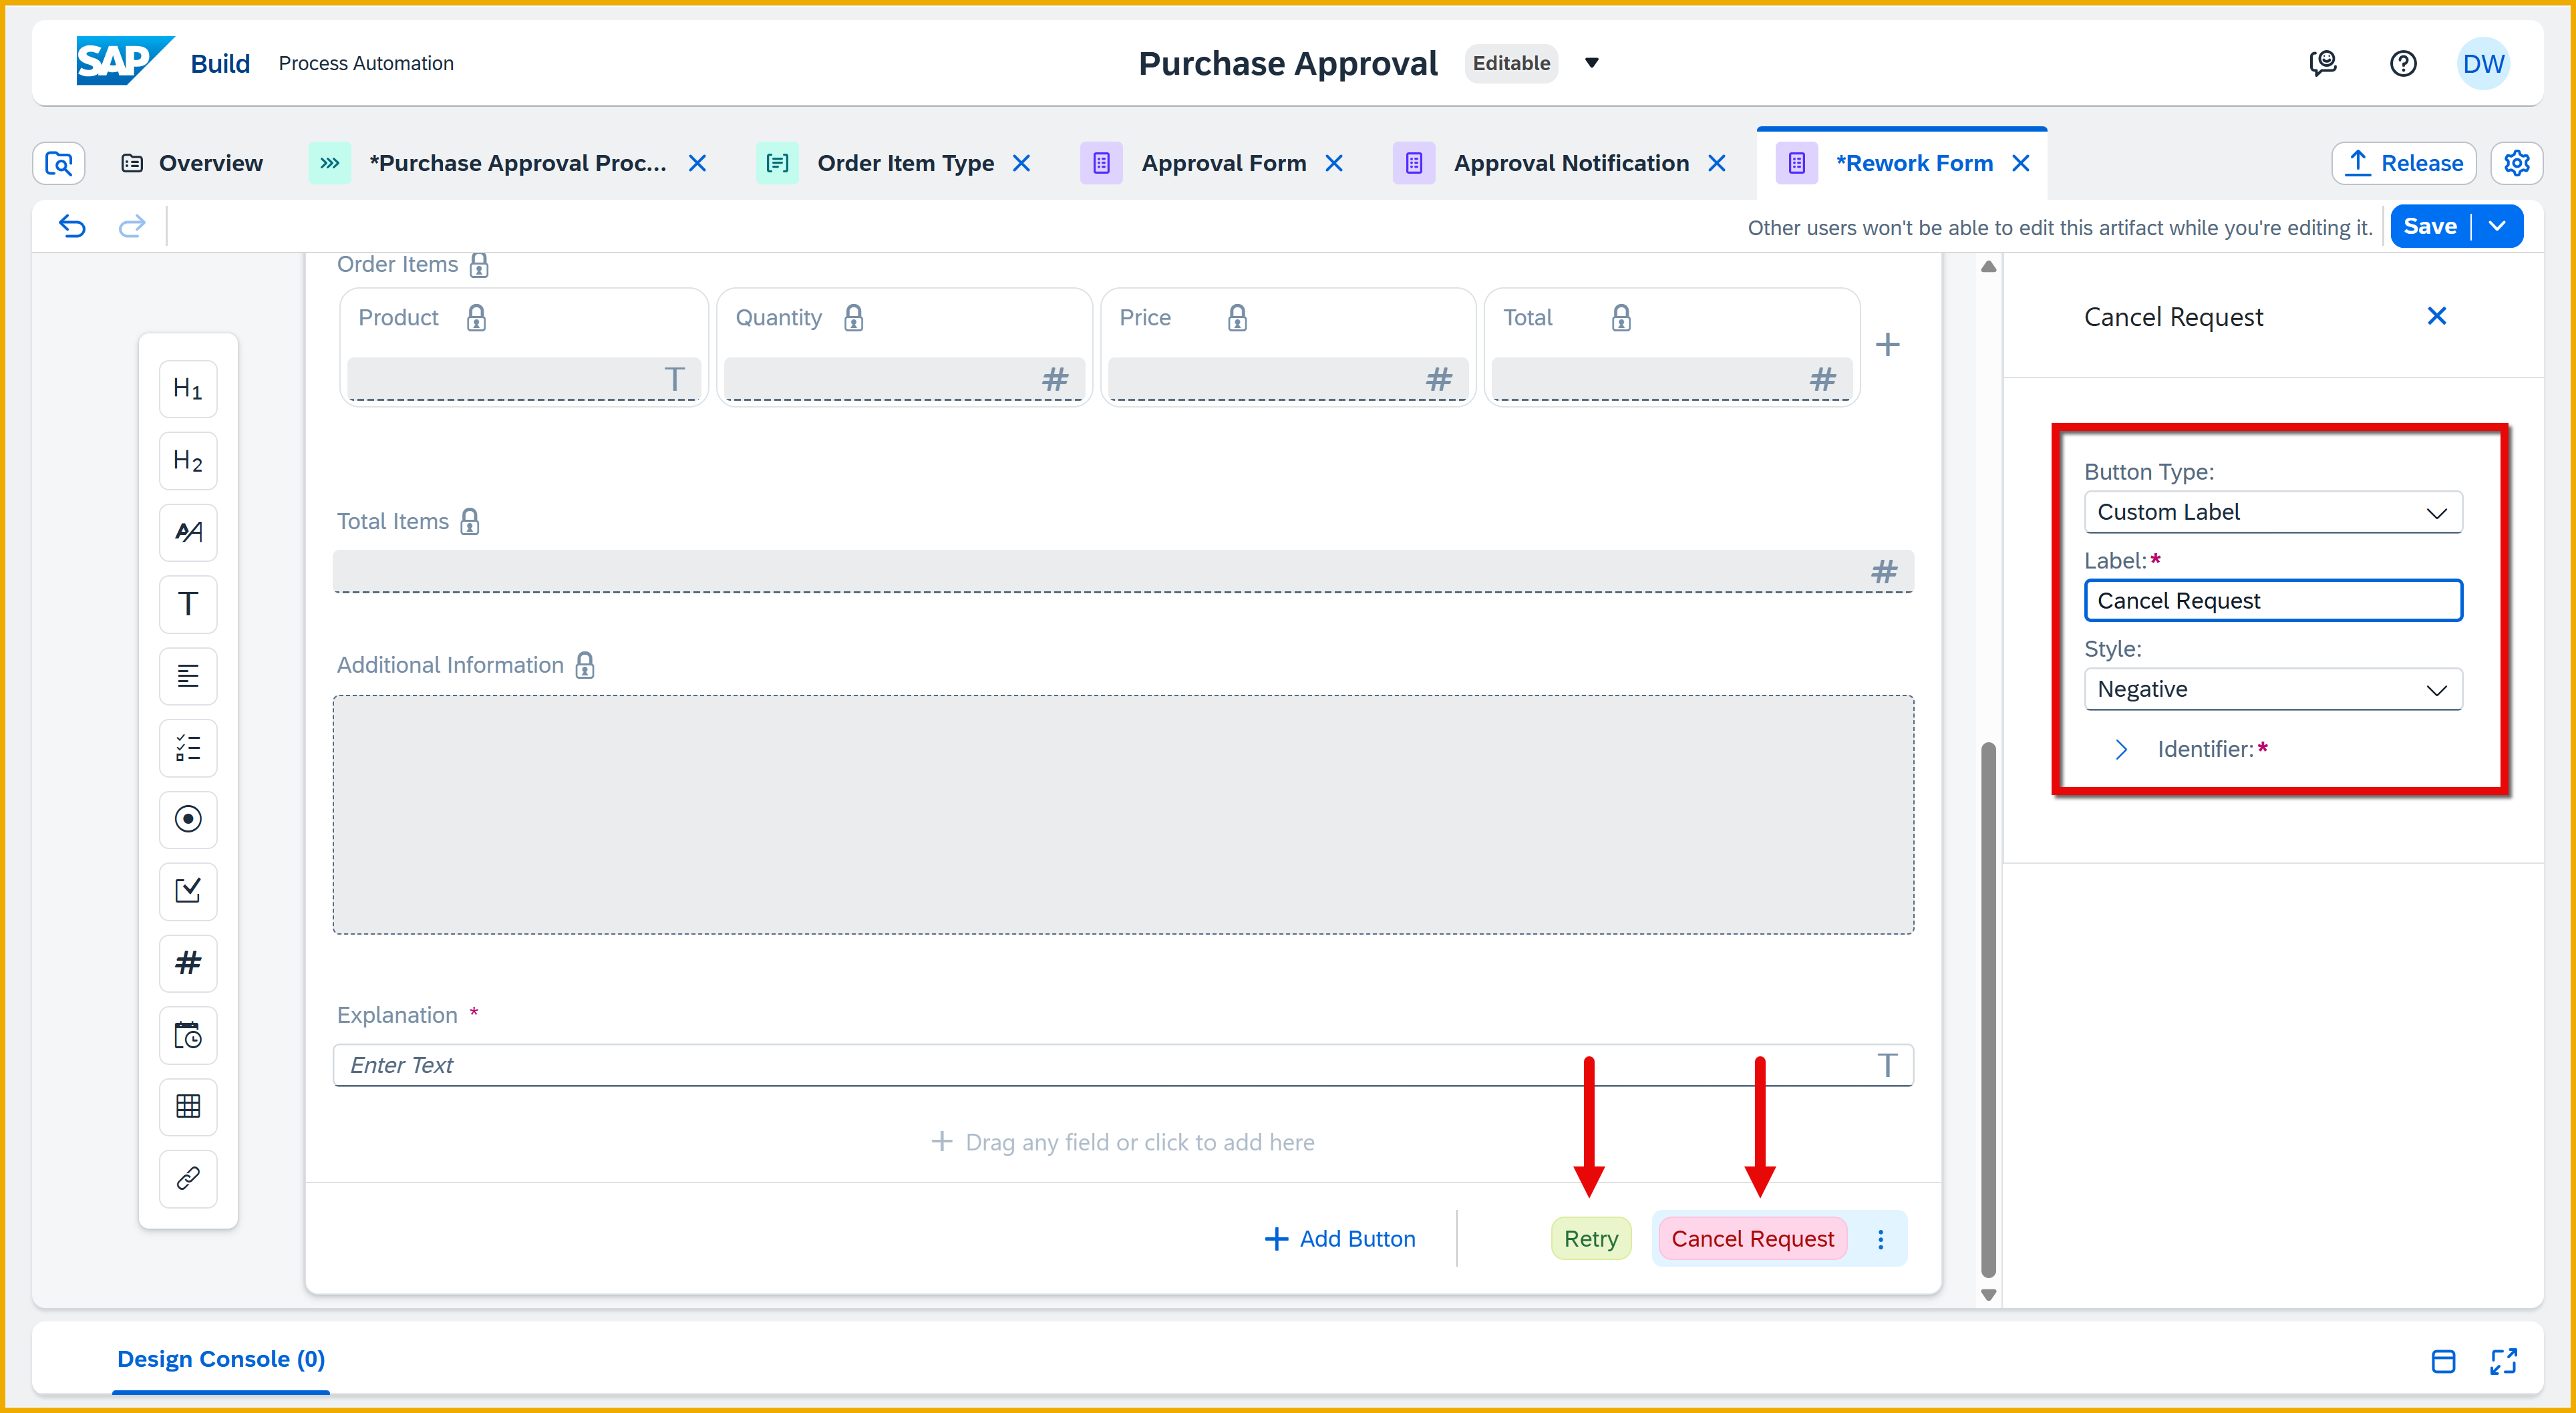 SAP Build Process Automation Purchase Approval Editable DW
Overview *Purchase Approval Proc... Order Item Type Approval Form Approval Notification *Rework Form Release
Other users won't be able to edit this artifact while you're editing it. Save
Order Items
Product Quantity Price Total
T # # #
Total Items
#
Additional Information
Explanation *
Enter Text T
Drag any field or click to add here
Add Button Retry Cancel Request
H1
H2
AA
T
#
Cancel Request
Button Type:
Custom Label
Label:*
Cancel Request
Style:
Negative
Identifier:*
Design Console (0)